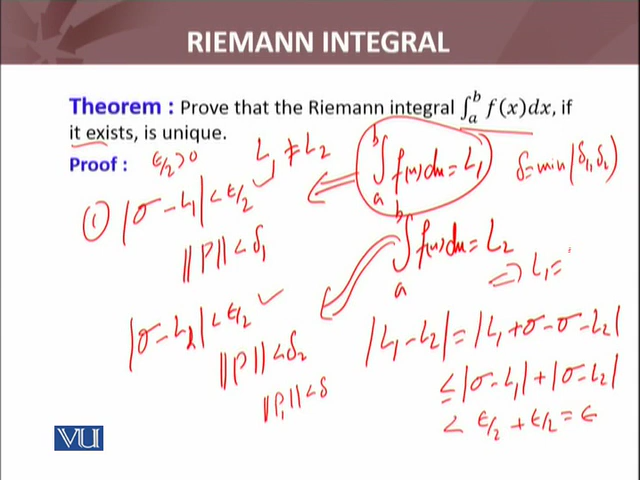 RIEMANN INTEGRAL
Theorem : Prove that the Riemann integral ∫_a^b f(x)dx, if
it exists, is unique.
Proof :
ε/2 > 0
L₁ ≠ L₂
∫_a^b f(x)dx = L₁
δ = min(δ₁, δ₂)
① |σ - L₁| < ε/2 ✓
||P|| < δ₁
∫_a^b f(x)dx = L₂
⇒ L₁ =
|σ - L₂| < ε/2 ✓
||P|| < δ₂
||P₁|| < δ
|L₁ - L₂| = |L₁ + σ - σ - L₂|
≤ |σ - L₁| + |σ - L₂|
< ε/2 + ε/2 = ε
VU